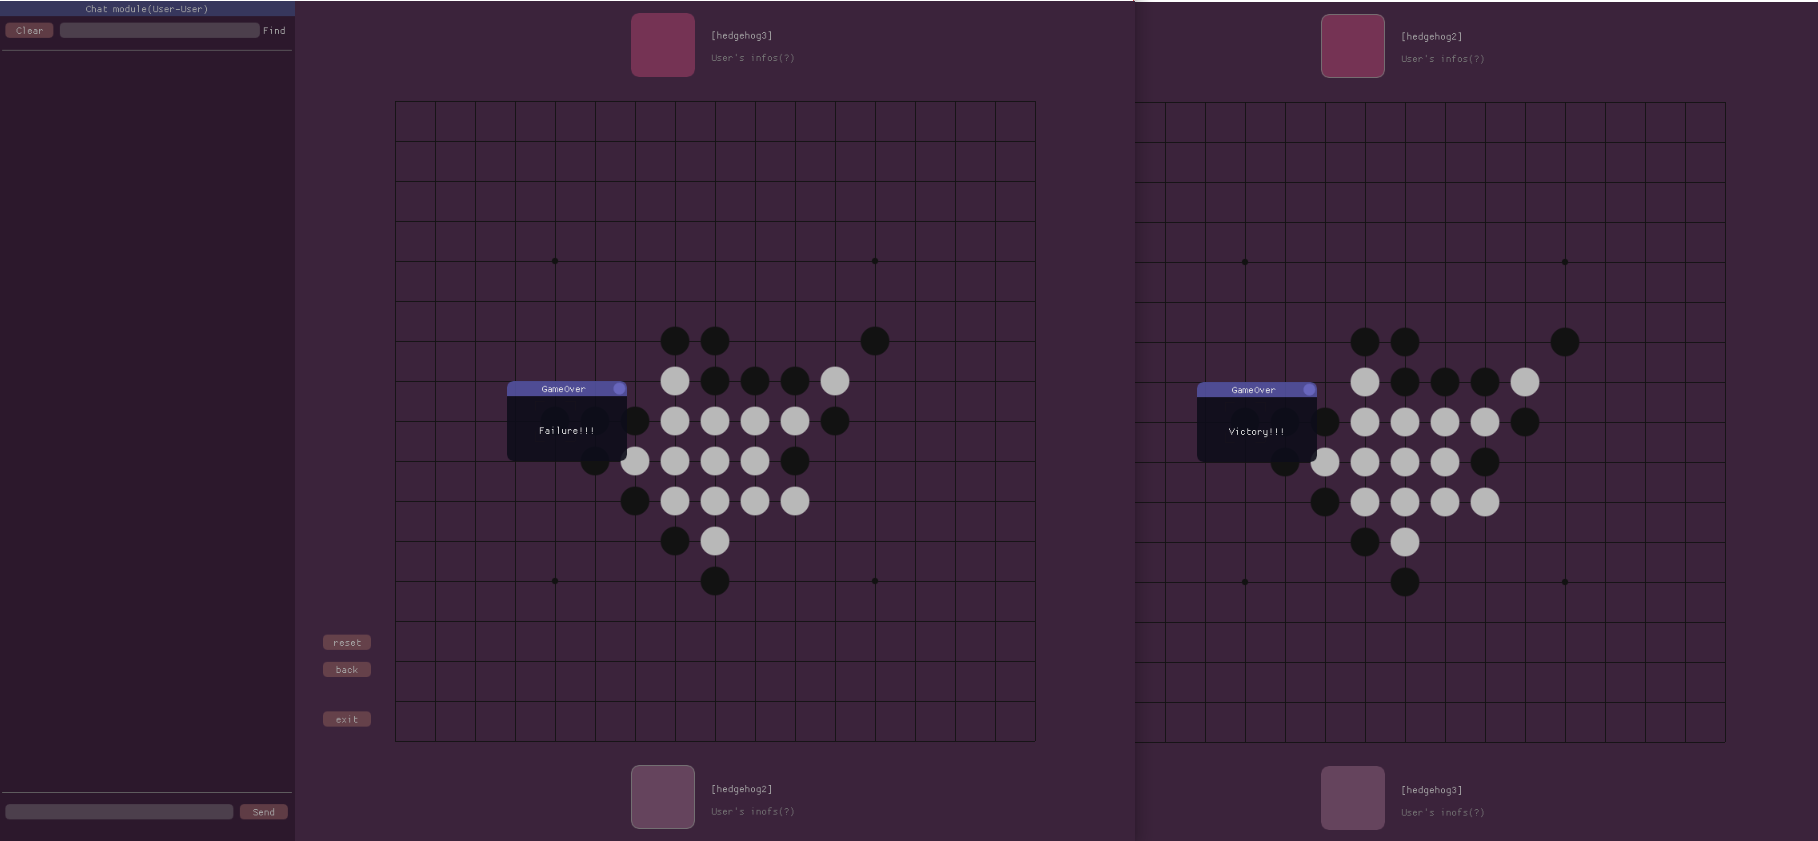 Chat module(User-User)
Clear
Find
[hedgehog3]
User's infos(?)
[hedgehog2]
User's infos(?)
GameOver
Failure!!!
GameOver
Victory!!!
reset
back
exit
[hedgehog2]
User's inofs(?)
[hedgehog3]
User's inofs(?)
Send